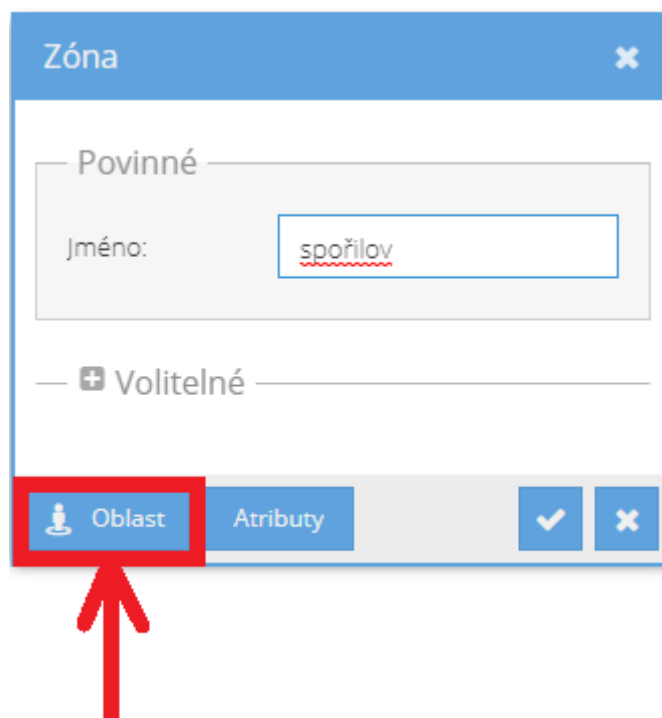 Zóna
Povinné
Jméno:
spořilov
Volitelné
Oblast
Atributy